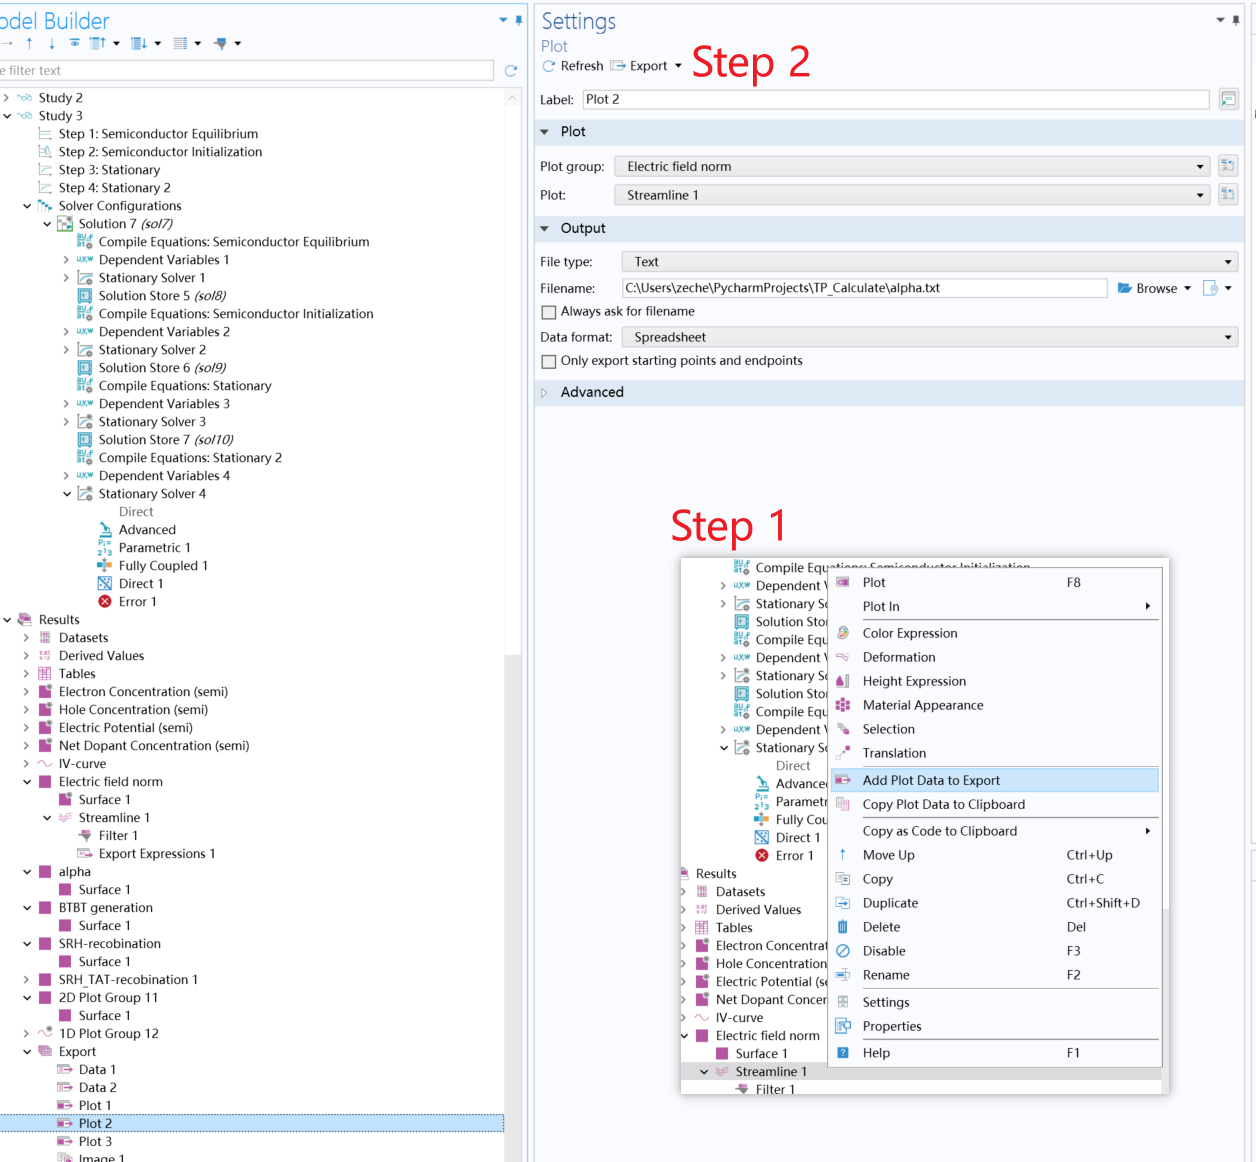 odel Builder
e filter text
Study 2
Study 3
Step 1: Semiconductor Equilibrium
Step 2: Semiconductor Initialization
Step 3: Stationary
Step 4: Stationary 2
Solver Configurations
Solution 7 (sol7)
Compile Equations: Semiconductor Equilibrium
Dependent Variables 1
Stationary Solver 1
Solution Store 5 (sol8)
Compile Equations: Semiconductor Initialization
Dependent Variables 2
Stationary Solver 2
Solution Store 6 (sol9)
Compile Equations: Stationary
Dependent Variables 3
Stationary Solver 3
Solution Store 7 (sol10)
Compile Equations: Stationary 2
Dependent Variables 4
Stationary Solver 4
Direct
Advanced
Parametric 1
Fully Coupled 1
Direct 1
Error 1
Results
Datasets
Derived Values
Tables
Electron Concentration (semi)
Hole Concentration (semi)
Electric Potential (semi)
Net Dopant Concentration (semi)
IV-curve
Electric field norm
Surface 1
Streamline 1
Filter 1
Export Expressions 1
alpha
Surface 1
BTBT generation
Surface 1
SRH-recobination
Surface 1
SRH_TAT-recobination 1
2D Plot Group 11
Surface 1
1D Plot Group 12
Export
Data 1
Data 2
Plot 1
Plot 2
Plot 3
Image 1
Settings
Plot
Refresh Export
Step 2
Label: Plot 2
Plot
Plot group: Electric field norm
Plot: Streamline 1
Output
File type: Text
Filename: C:\Users\zeche\PycharmProjects\TP_Calculate\alpha.txt Browse
Always ask for filename
Data format: Spreadsheet
Only export starting points and endpoints
Advanced
Step 1
Compile Equations: Semiconductor Initialization
Dependent V
Stationary So
Solution Stor
Compile Equ
Dependent V
Stationary So
Solution Stor
Compile Equ
Dependent V
Stationary So
Direct
Advanced
Parametr
Fully Cou
Direct 1
Error 1
Results
Datasets
Derived Values
Tables
Electron Concentrat
Hole Concentration
Electric Potential (se
Net Dopant Concer
IV-curve
Electric field norm
Surface 1
Streamline 1
Filter 1
Plot F8
Plot In
Color Expression
Deformation
Height Expression
Material Appearance
Selection
Translation
Add Plot Data to Export
Copy Plot Data to Clipboard
Copy as Code to Clipboard
Move Up Ctrl+Up
Copy Ctrl+C
Duplicate Ctrl+Shift+D
Delete Del
Disable F3
Rename F2
Settings
Properties
Help F1